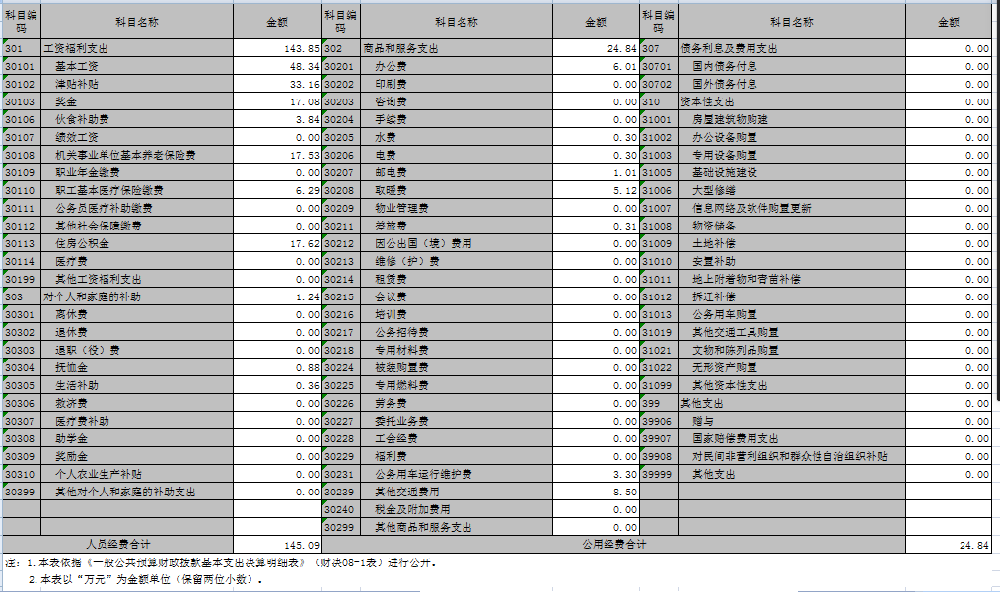 科目编码 科目名称 金额 科目编码 科目名称 金额 科目编码 科目名称 金额
301 工资福利支出 143.85 302 商品和服务支出 24.84 307 债务利息及费用支出 0.00
30101 基本工资 48.34 30201 办公费 6.01 30701 国内债务付息 0.00
30102 津贴补贴 33.16 30202 印刷费 0.00 30702 国外债务付息 0.00
30103 奖金 17.08 30203 咨询费 0.00 310 资本性支出 0.00
30106 伙食补助费 3.84 30204 手续费 0.00 31001 房屋建筑物购建 0.00
30107 绩效工资 0.00 30205 水费 0.30 31002 办公设备购置 0.00
30108 机关事业单位基本养老保险费 17.53 30206 电费 0.30 31003 专用设备购置 0.00
30109 职业年金缴费 0.00 30207 邮电费 1.01 31005 基础设施建设 0.00
30110 职工基本医疗保险缴费 6.29 30208 取暖费 5.12 31006 大型修缮 0.00
30111 公务员医疗补助缴费 0.00 30209 物业管理费 0.00 31007 信息网络及软件购置更新 0.00
30112 其他社会保障缴费 0.00 30211 差旅费 0.31 31008 物资储备 0.00
30113 住房公积金 17.62 30212 因公出国（境）费用 0.00 31009 土地补偿 0.00
30114 医疗费 0.00 30213 维修（护）费 0.00 31010 安置补助 0.00
30199 其他工资福利支出 0.00 30214 租赁费 0.00 31011 地上附着物和青苗补偿 0.00
303 对个人和家庭的补助 1.24 30215 会议费 0.00 31012 拆迁补偿 0.00
30301 离休费 0.00 30216 培训费 0.00 31013 公务用车购置 0.00
30302 退休费 0.00 30217 公务招待费 0.00 31019 其他交通工具购置 0.00
30303 退职（役）费 0.00 30218 专用材料费 0.00 31021 文物和陈列品购置 0.00
30304 抚恤金 0.88 30224 被装购置费 0.00 31022 无形资产购置 0.00
30305 生活补助 0.36 30225 专用燃料费 0.00 31099 其他资本性支出 0.00
30306 救济费 0.00 30226 劳务费 0.00 399 其他支出 0.00
30307 医疗费补助 0.00 30227 委托业务费 0.00 39906 赠与 0.00
30308 助学金 0.00 30228 工会经费 0.00 39907 国家赔偿费用支出 0.00
30309 奖励金 0.00 30229 福利费 0.00 39908 对民间非营利组织和群众性自治组织补贴 0.00
30310 个人农业生产补贴 0.00 30231 公务用车运行维护费 3.30 39999 其他支出 0.00
30399 其他对个人和家庭的补助支出 0.00 30239 其他交通费用 8.50
30240 税金及附加费用 0.00
30299 其他商品和服务支出 0.00
人员经费合计 145.09 公用经费合计 24.84
注：1.本表依据《一般公共预算财政拨款基本支出决算明细表》（财决08-1表）进行公开。
2.本表以“万元”为金额单位（保留两位小数）.